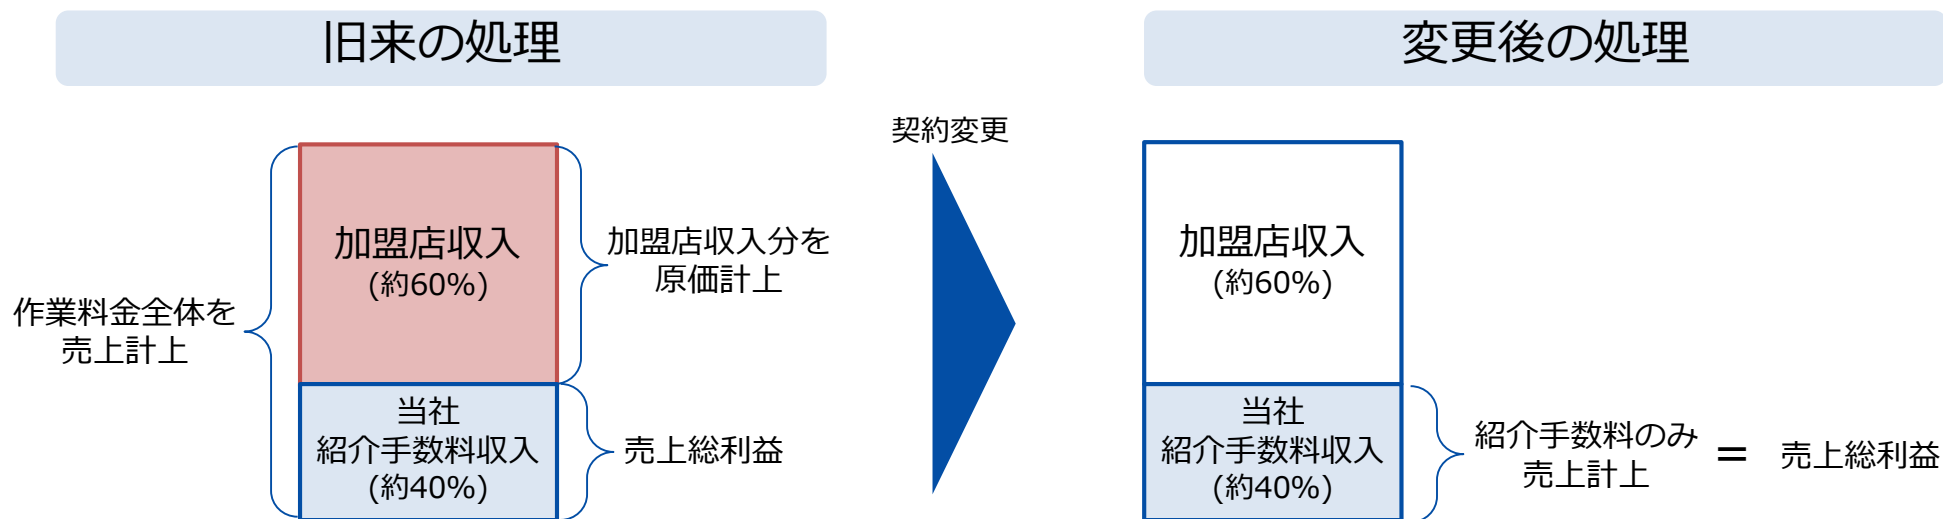 旧来の処理
作業料金全体を
売上計上
加盟店収入
(約60%)
加盟店収入分を
原価計上
当社
紹介手数料収入
(約40%)
売上総利益
契約変更
変更後の処理
加盟店収入
(約60%)
当社
紹介手数料収入
(約40%)
紹介手数料のみ
売上計上
=
売上総利益